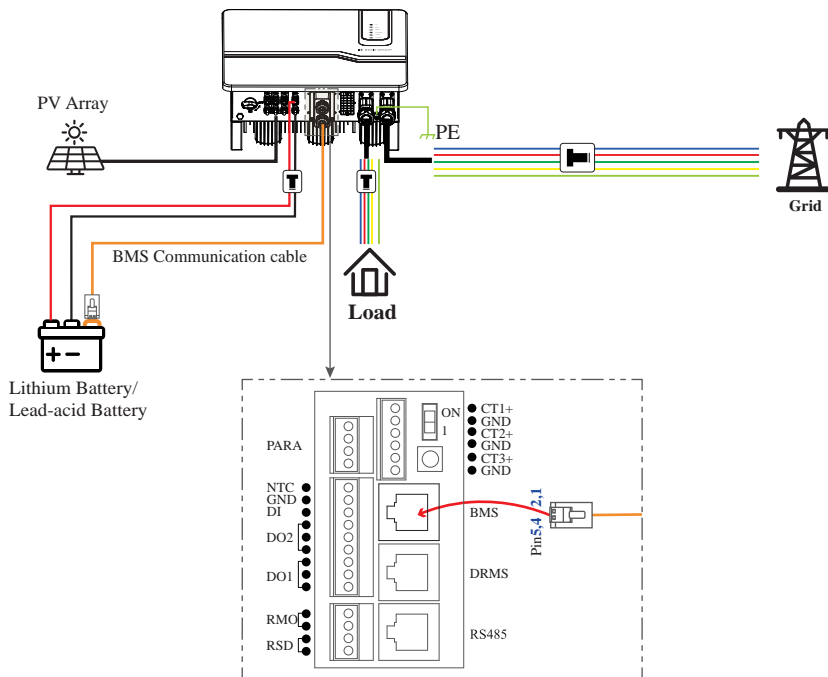 PV Array
PE
Grid
BMS Communication cable
Load
Lithium Battery/
Lead-acid Battery
ON
1
CT1+
GND
CT2+
GND
CT3+
GND
PARA
NTC
GND
DI
DO2
DO1
RMO
RSD
BMS
DRMS
RS485
Pin5,4 2,1